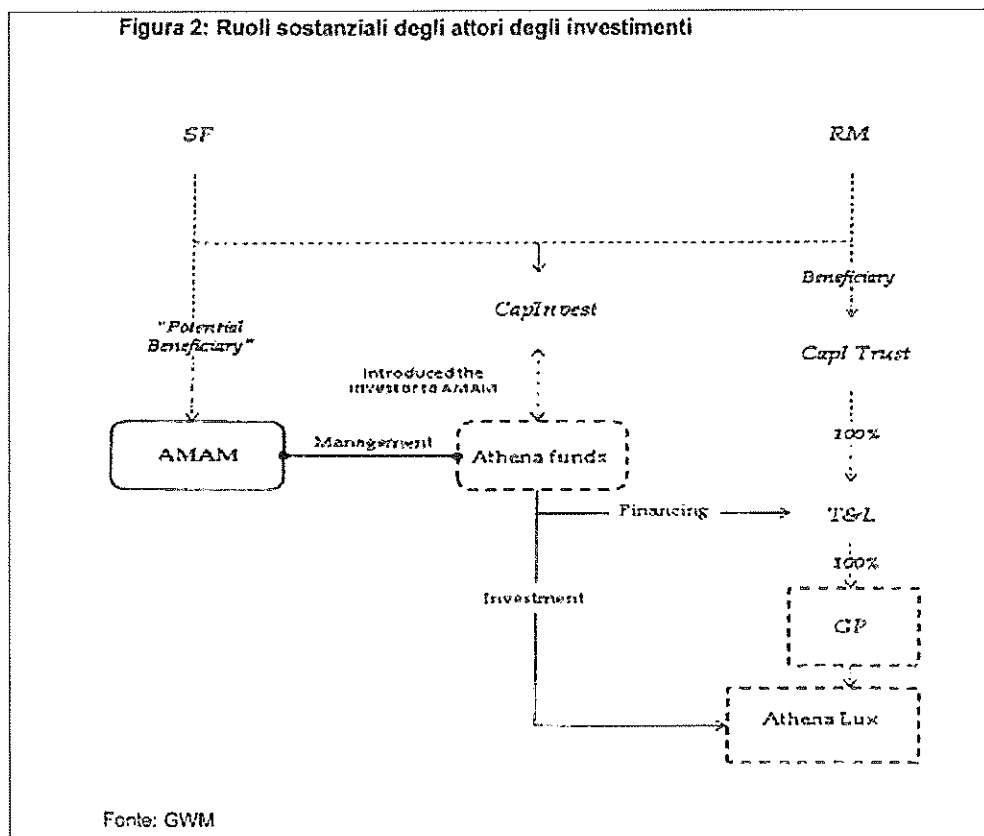 Figura 2: Ruoli sostanziali degli attori degli investimenti
SF
RM
Beneficiary
CapInvest
"Potential
Beneficiary"
Capl Trust
Introduced the
investor to AMAM
100%
AMAM
Management
Athena funds
Financing
T&L
100%
Investment
GP
Athena Lux
Fonte: GWM